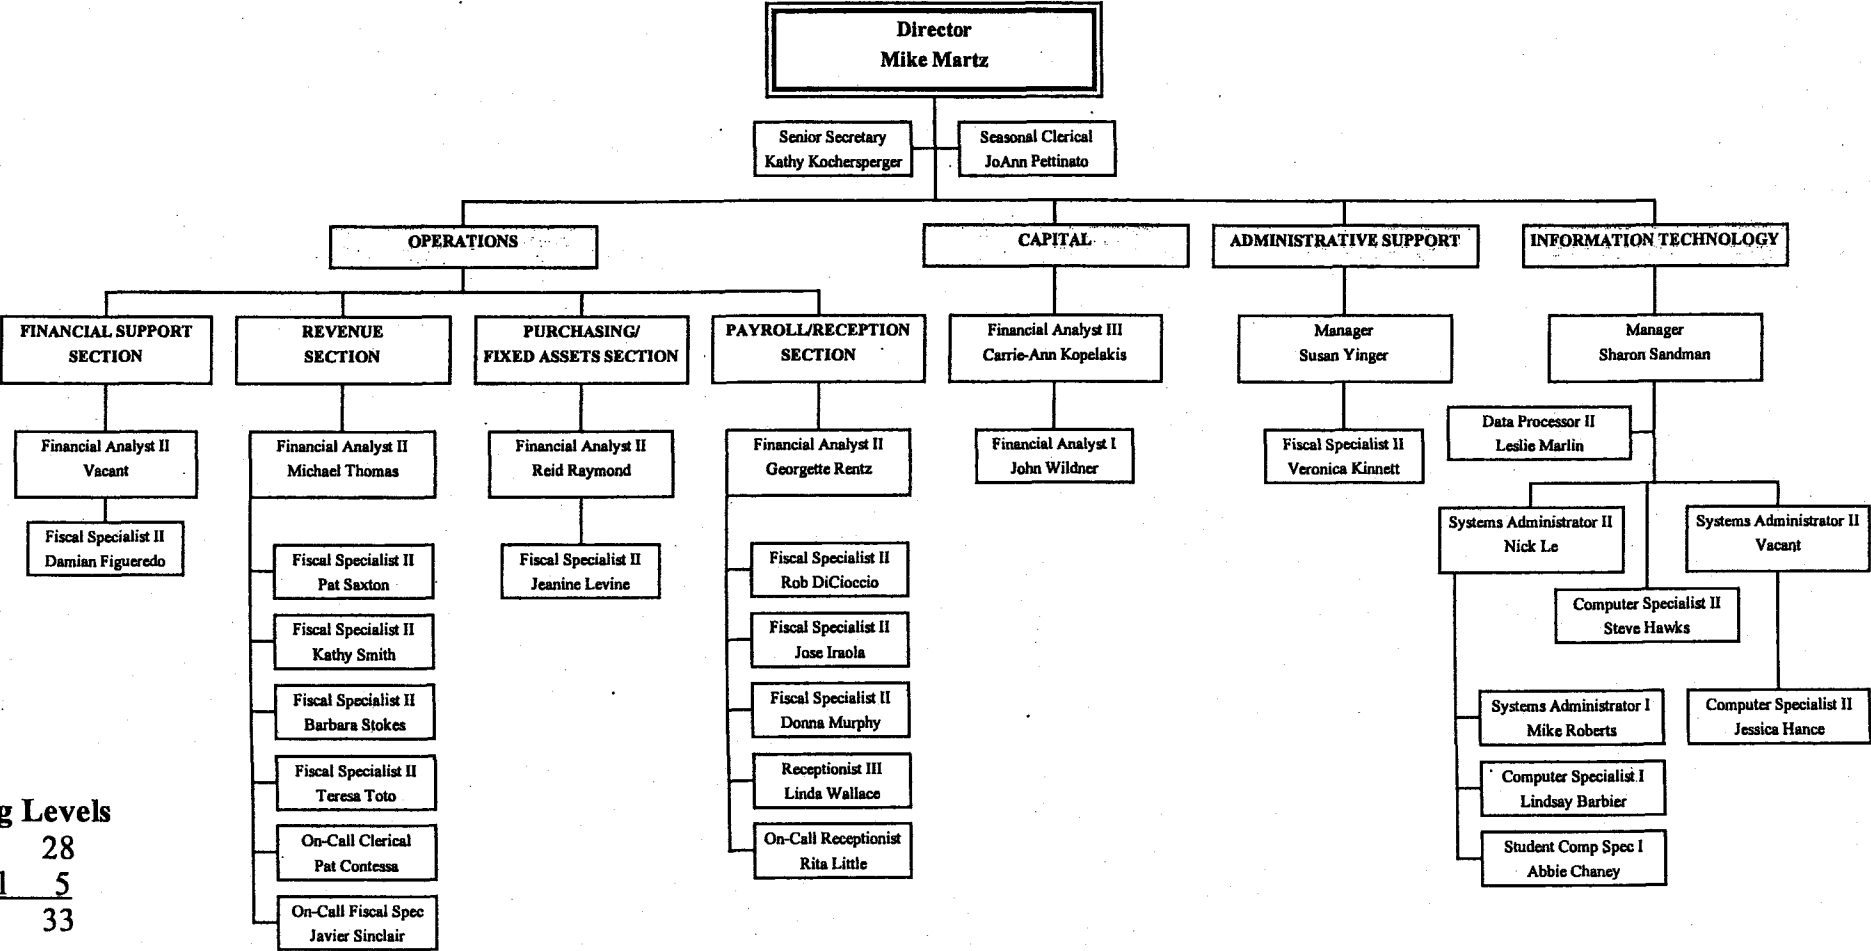 Director
Mike Martz
Senior Secretary
Kathy Kochersperger
Seasonal Clerical
JoAnn Pettinato
OPERATIONS
CAPITAL
ADMINISTRATIVE SUPPORT
INFORMATION TECHNOLOGY
FINANCIAL SUPPORT
SECTION
REVENUE
SECTION
PURCHASING/
FIXED ASSETS SECTION
PAYROLL/RECEPTION
SECTION
Financial Analyst III
Carrie-Ann Kopelakis
Manager
Susan Yinger
Manager
Sharon Sandman
Financial Analyst II
Vacant
Financial Analyst II
Michael Thomas
Financial Analyst II
Reid Raymond
Financial Analyst II
Georgette Rentz
Financial Analyst I
John Wildner
Fiscal Specialist II
Veronica Kinnett
Data Processor II
Leslie Marlin
Fiscal Specialist II
Damian Figueredo
Fiscal Specialist II
Pat Saxton
Fiscal Specialist II
Kathy Smith
Fiscal Specialist II
Barbara Stokes
Fiscal Specialist II
Teresa Toto
On-Call Clerical
Pat Contessa
On-Call Fiscal Spec
Javier Sinclair
Fiscal Specialist II
Jeanine Levine
Fiscal Specialist II
Rob DiCioccio
Fiscal Specialist II
Jose Iraola
Fiscal Specialist II
Donna Murphy
Receptionist III
Linda Wallace
On-Call Receptionist
Rita Little
Systems Administrator II
Nick Le
Systems Administrator II
Vacant
Computer Specialist II
Steve Hawks
Systems Administrator I
Mike Roberts
Computer Specialist I
Lindsay Barbier
Student Comp Spec I
Abbie Chaney
Computer Specialist II
Jessica Hance
g Levels
28
l 5
33